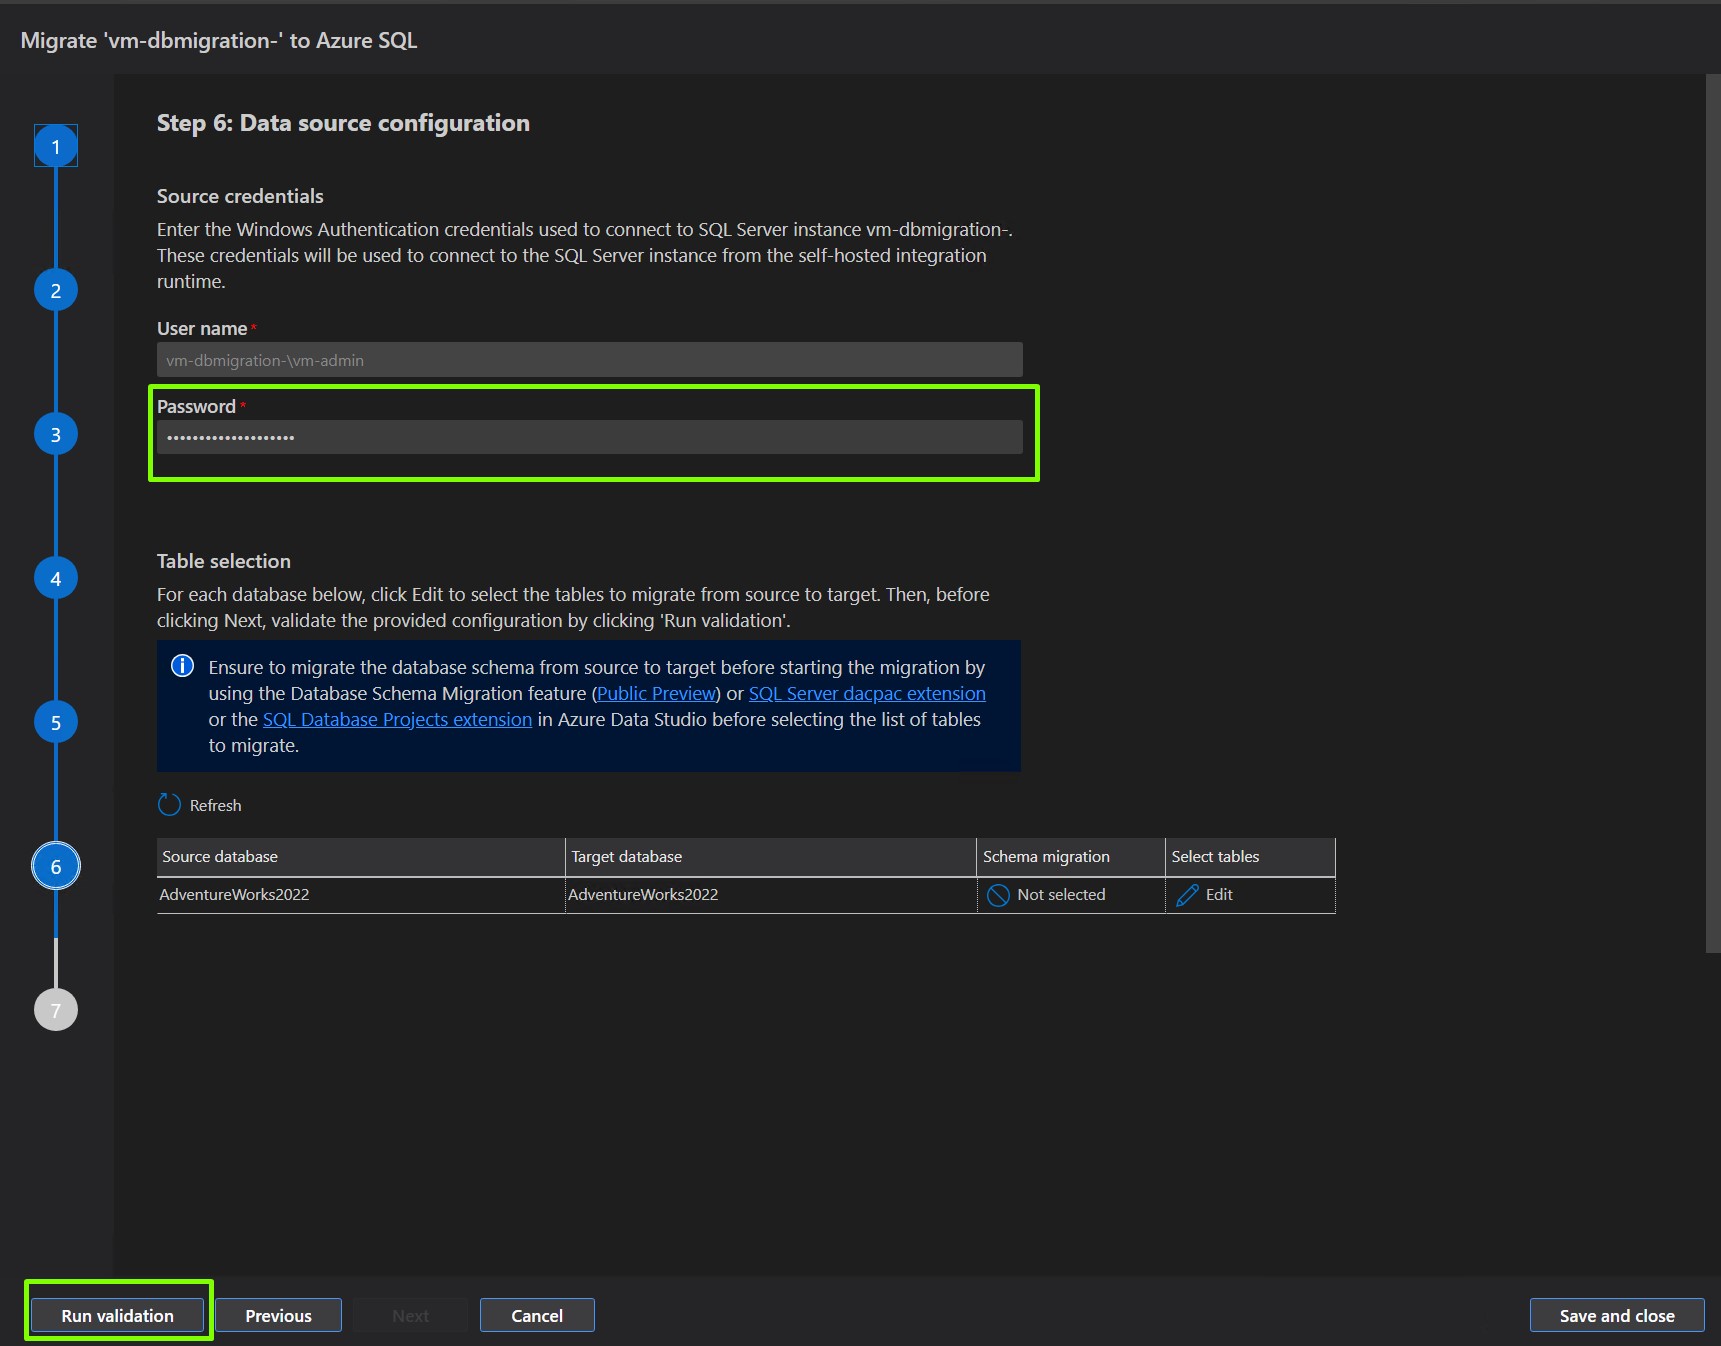 Migrate 'vm-dbmigration-' to Azure SQL
1
2
3
4
5
6
7
Step 6: Data source configuration
Source credentials
Enter the Windows Authentication credentials used to connect to SQL Server instance vm-dbmigration-.
These credentials will be used to connect to the SQL Server instance from the self-hosted integration
runtime.
User name *
vm-dbmigration-\vm-admin
Password *
••••••••••••••••••••
Table selection
For each database below, click Edit to select the tables to migrate from source to target. Then, before
clicking Next, validate the provided configuration by clicking 'Run validation'.
Ensure to migrate the database schema from source to target before starting the migration by
using the Database Schema Migration feature (Public Preview) or SQL Server dacpac extension
or the SQL Database Projects extension in Azure Data Studio before selecting the list of tables
to migrate.
Refresh
Source database Target database Schema migration Select tables
AdventureWorks2022 AdventureWorks2022 Not selected Edit
Run validation Previous Next Cancel Save and close